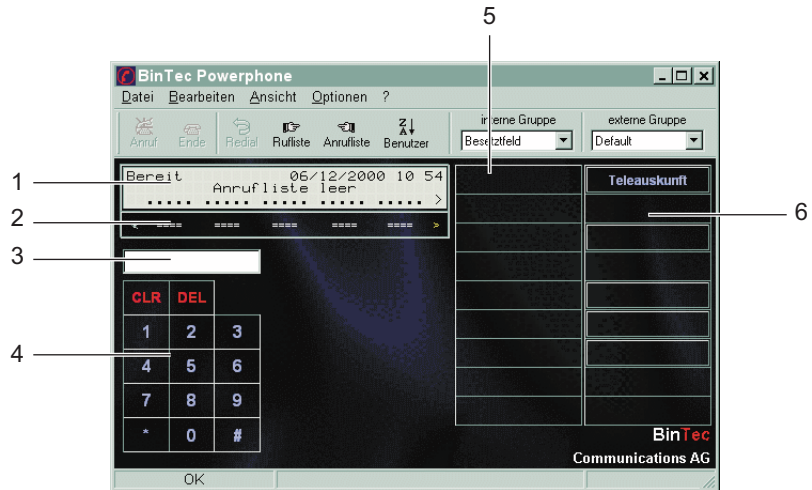 5
BinTec Powerphone
Datei Bearbeiten Ansicht Optionen ?
Anruf Ende Redial Rufliste Anrufliste Benutzer
interne Gruppe externe Gruppe
Besetztfeld Default
1
Bereit 06/12/2000 10 54
Anrufliste leer
..... ..... ..... ..... ..... >
Teleauskunft
2
< ==== ==== ==== ==== ==== >
6
3
CLR DEL
1 2 3
4
4 5 6
7 8 9
* 0 #
BinTec
Communications AG
OK